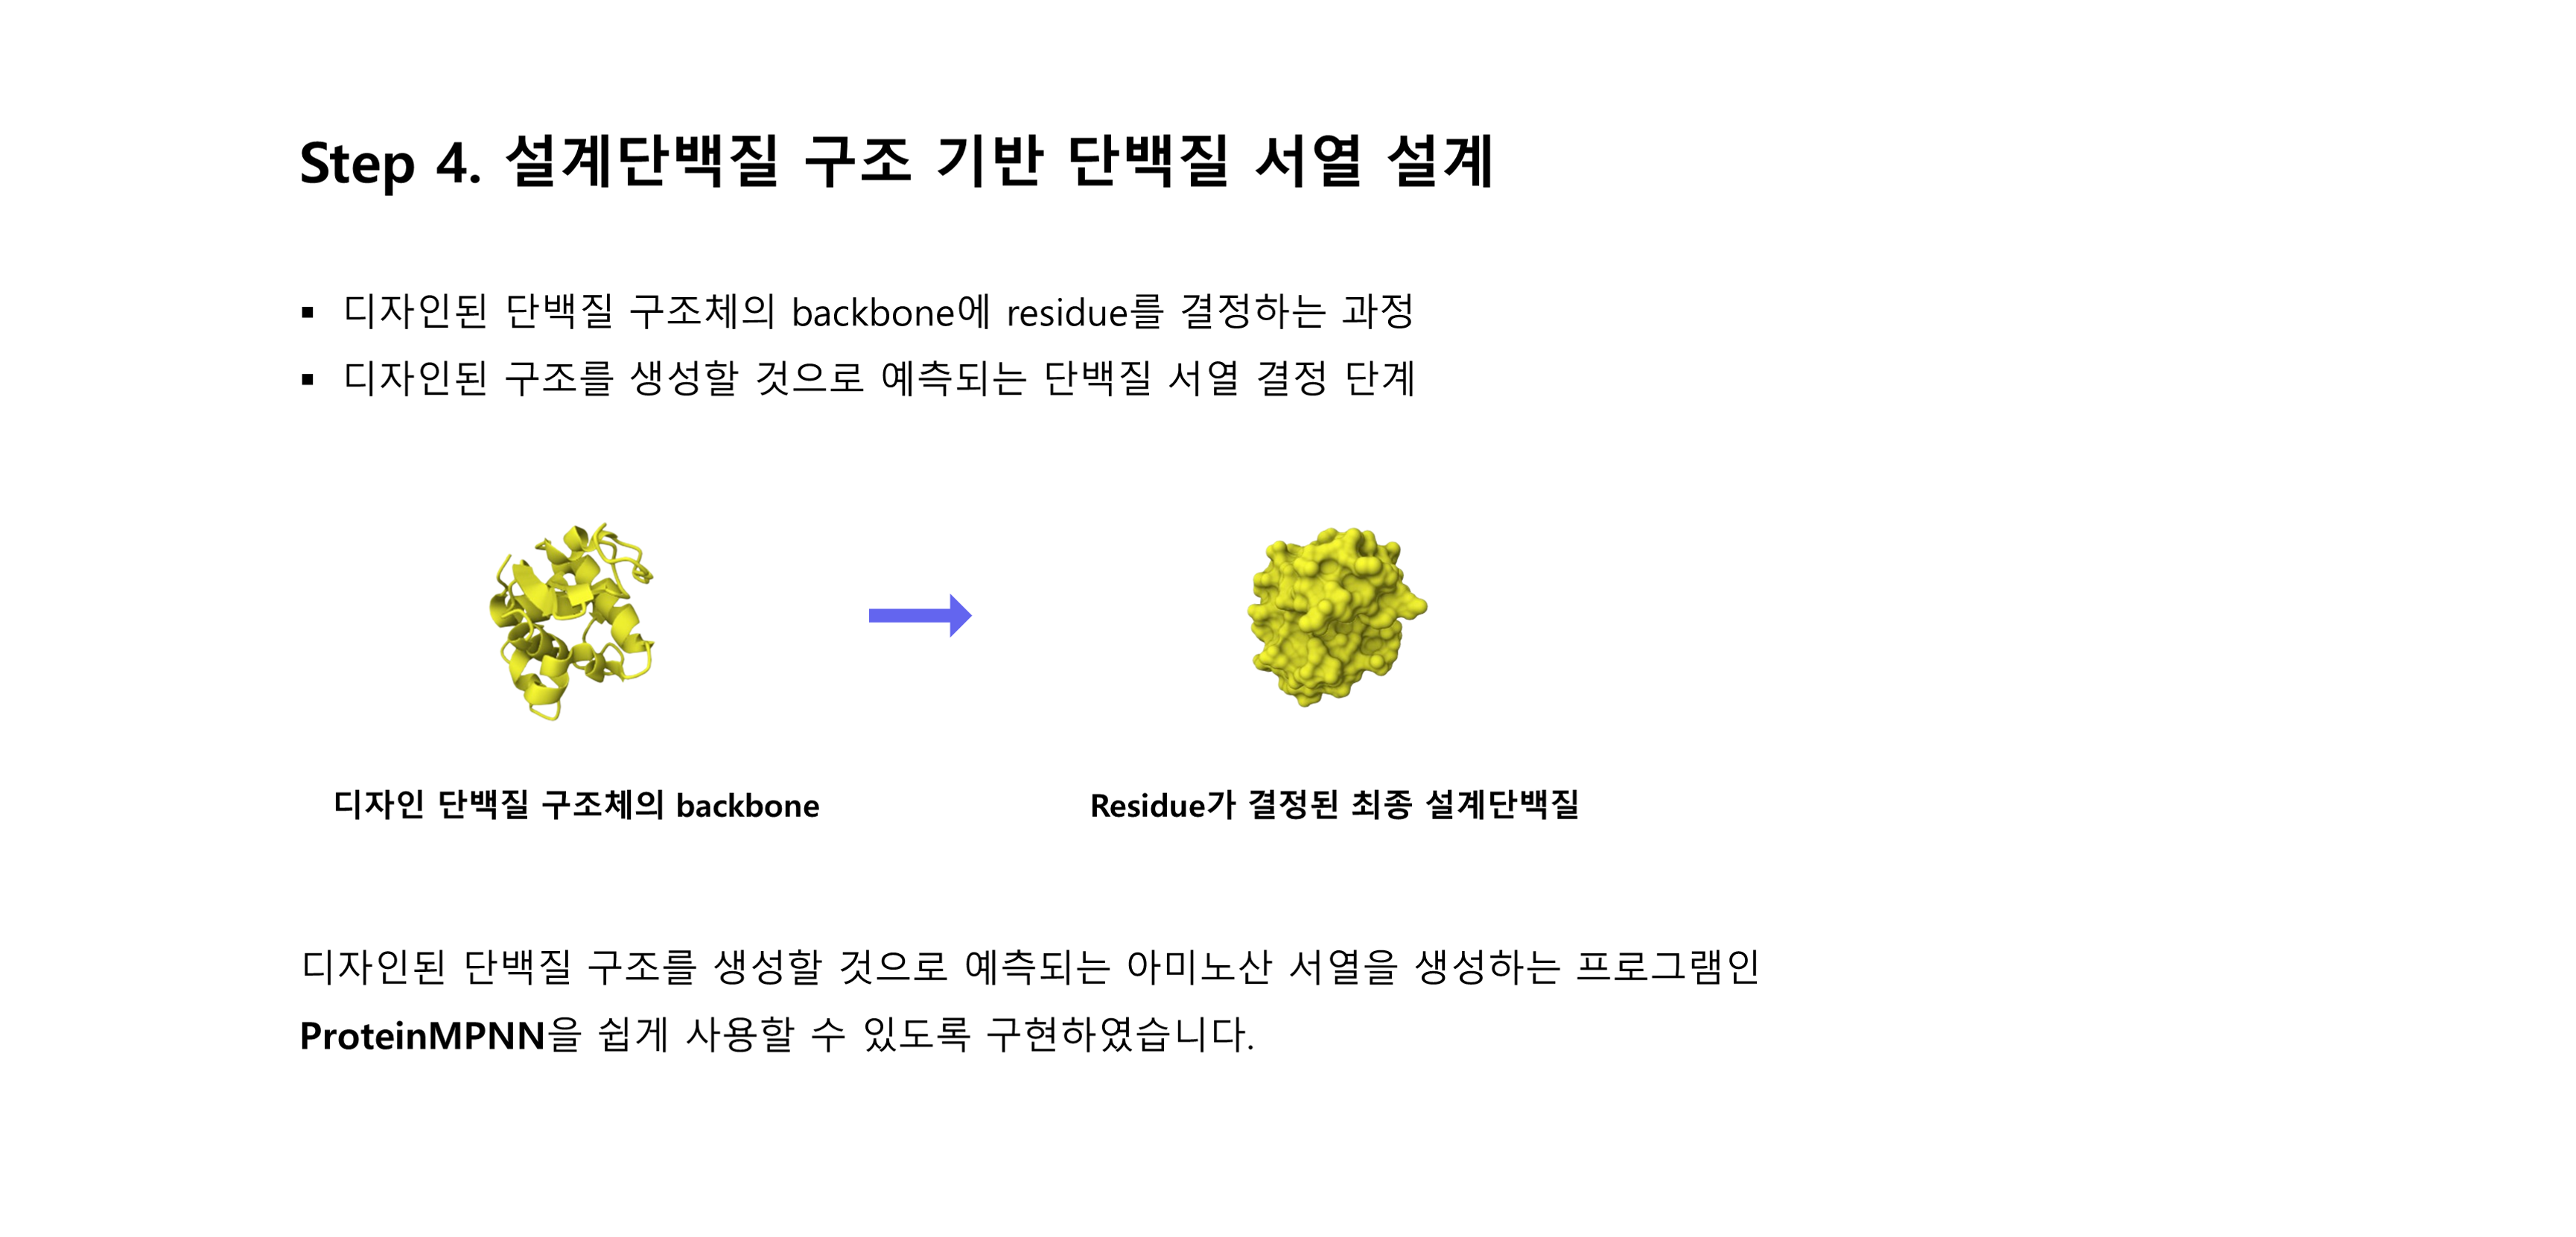 Step 4. 설계단백질 구조 기반 단백질 서열 설계
▪ 디자인된 단백질 구조체의 backbone에 residue를 결정하는 과정
▪ 디자인된 구조를 생성할 것으로 예측되는 단백질 서열 결정 단계
디자인 단백질 구조체의 backbone
Residue가 결정된 최종 설계단백질
디자인된 단백질 구조를 생성할 것으로 예측되는 아미노산 서열을 생성하는 프로그램인
ProteinMPNN을 쉽게 사용할 수 있도록 구현하였습니다.